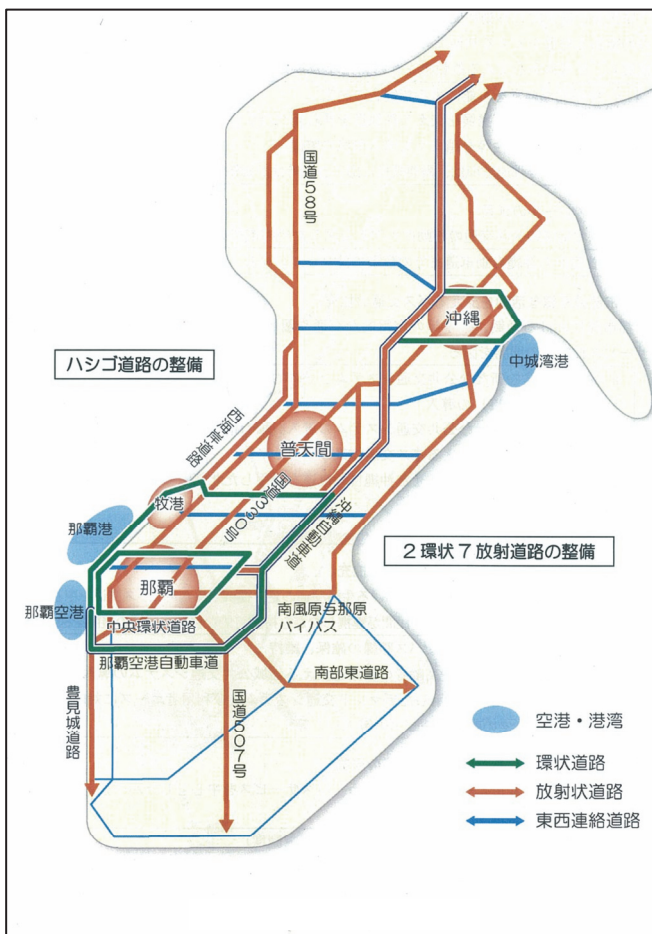 国道58号
沖縄
ハシゴ道路の整備
中城湾港
西海岸道路
普天間
牧港
国道330号
沖縄自動車道
那覇港
2環状7放射道路の整備
那覇
那覇空港
南風原与那原
バイパス
中央環状道路
那覇空港自動車道
南部東道路
豊見城道路
国道507号
空港・港湾
環状道路
放射状道路
東西連絡道路